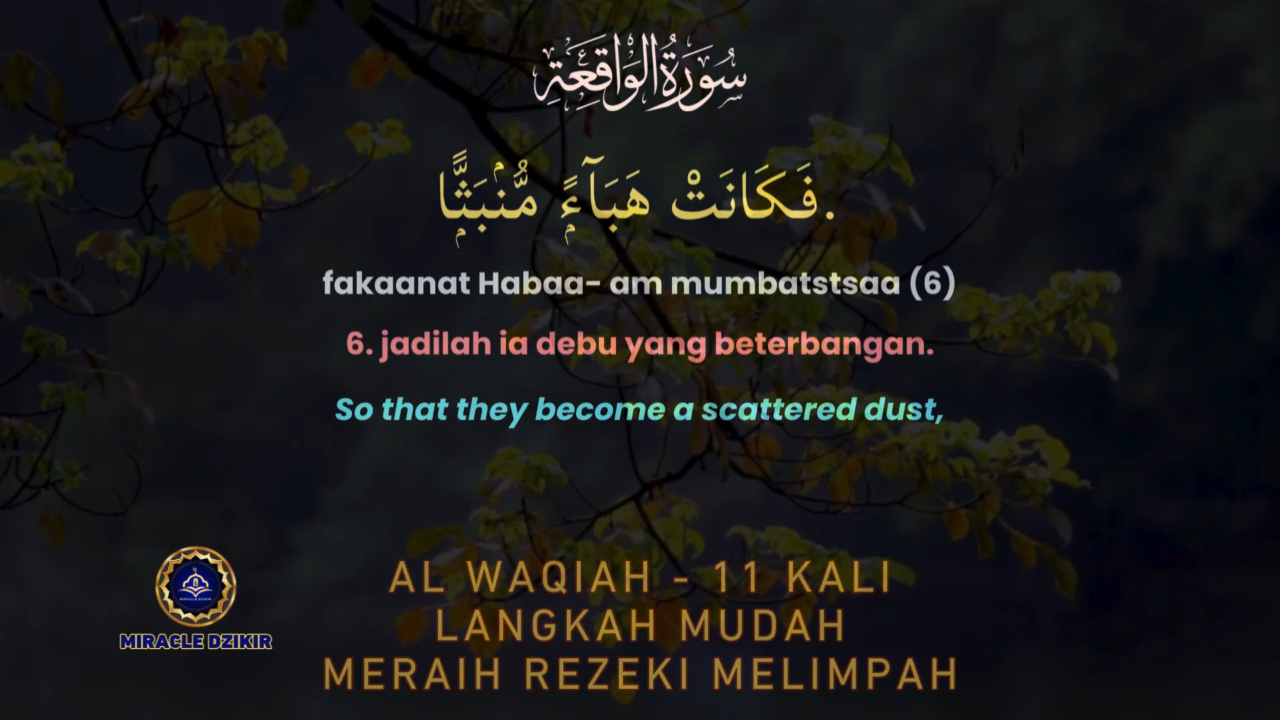 سُورَةُ الْوَاقِعَةِ
فَكَانَتْ هَبَآءً مُّنۢبَثًّا.
fakaanat Habaa- am mumbatstsaa (6)
6. jadilah ia debu yang beterbangan.
So that they become a scattered dust,
AL WAQIAH - 11 KALI
LANGKAH MUDAH
MERAIH REZEKI MELIMPAH
MIRACLE DZIKIR